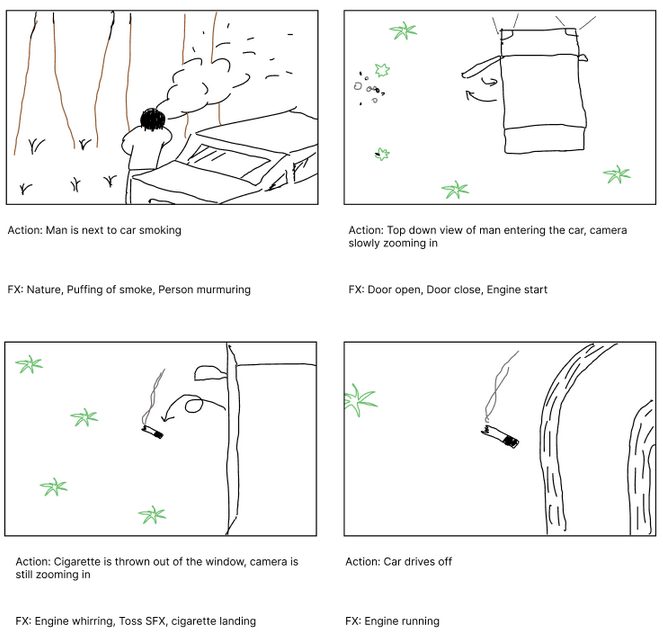 Action: Man is next to car smoking
FX: Nature, Puffing of smoke, Person murmuring
Action: Top down view of man entering the car, camera
slowly zooming in
FX: Door open, Door close, Engine start
Action: Cigarette is thrown out of the window, camera is
still zooming in
FX: Engine whirring, Toss SFX, cigarette landing
Action: Car drives off
FX: Engine running